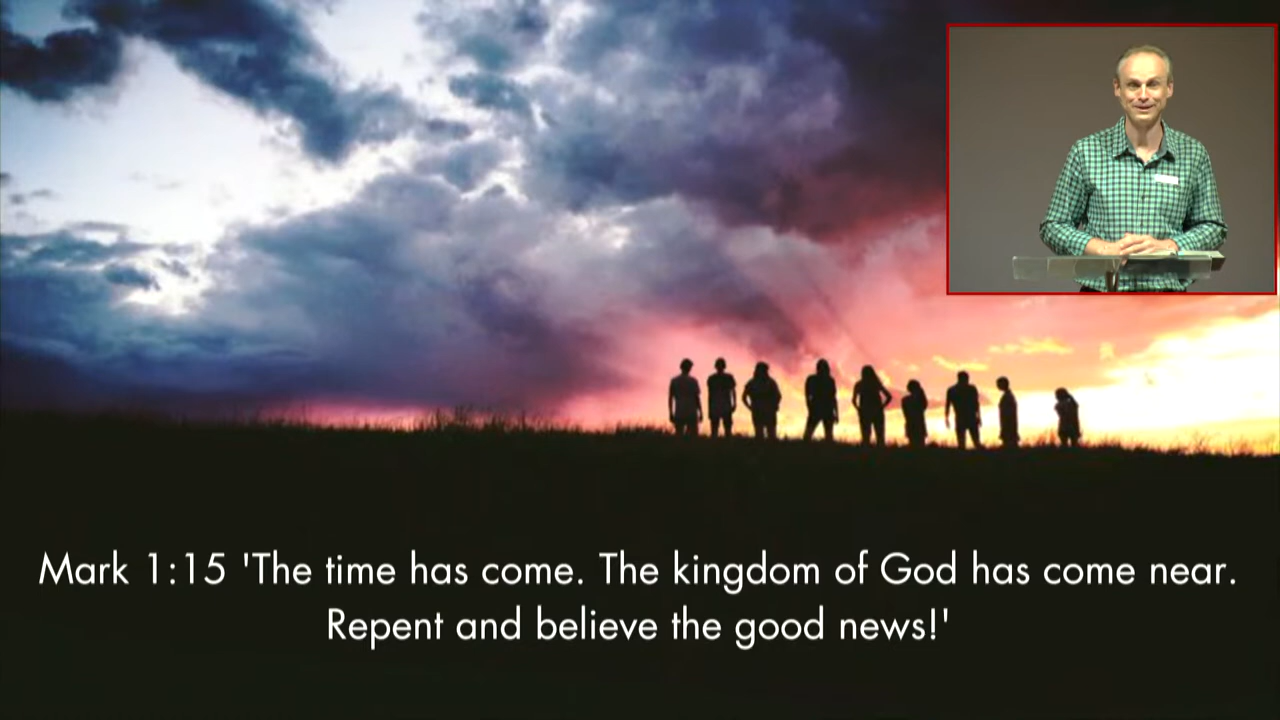 Mark 1:15 'The time has come. The kingdom of God has come near.
Repent and believe the good news!'